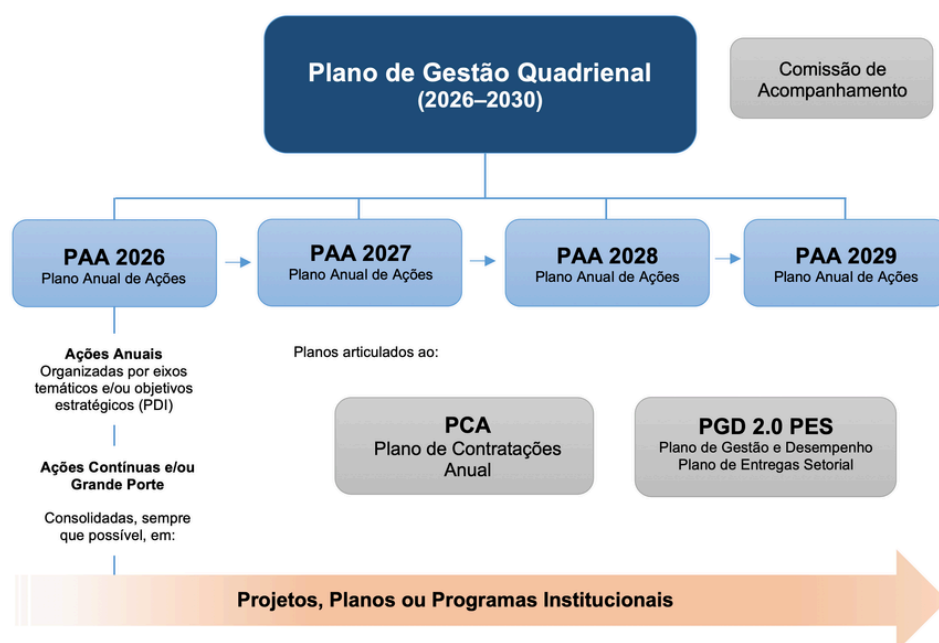 Plano de Gestão Quadrienal
(2026–2030)
Comissão de
Acompanhamento
PAA 2026
Plano Anual de Ações
PAA 2027
Plano Anual de Ações
PAA 2028
Plano Anual de Ações
PAA 2029
Plano Anual de Ações
Ações Anuais
Organizadas por eixos
temáticos e/ou objetivos
estratégicos (PDI)
Planos articulados ao:
PCA
Plano de Contratações
Anual
PGD 2.0 PES
Plano de Gestão e Desempenho
Plano de Entregas Setorial
Ações Contínuas e/ou
Grande Porte
Consolidadas, sempre
que possível, em:
Projetos, Planos ou Programas Institucionais